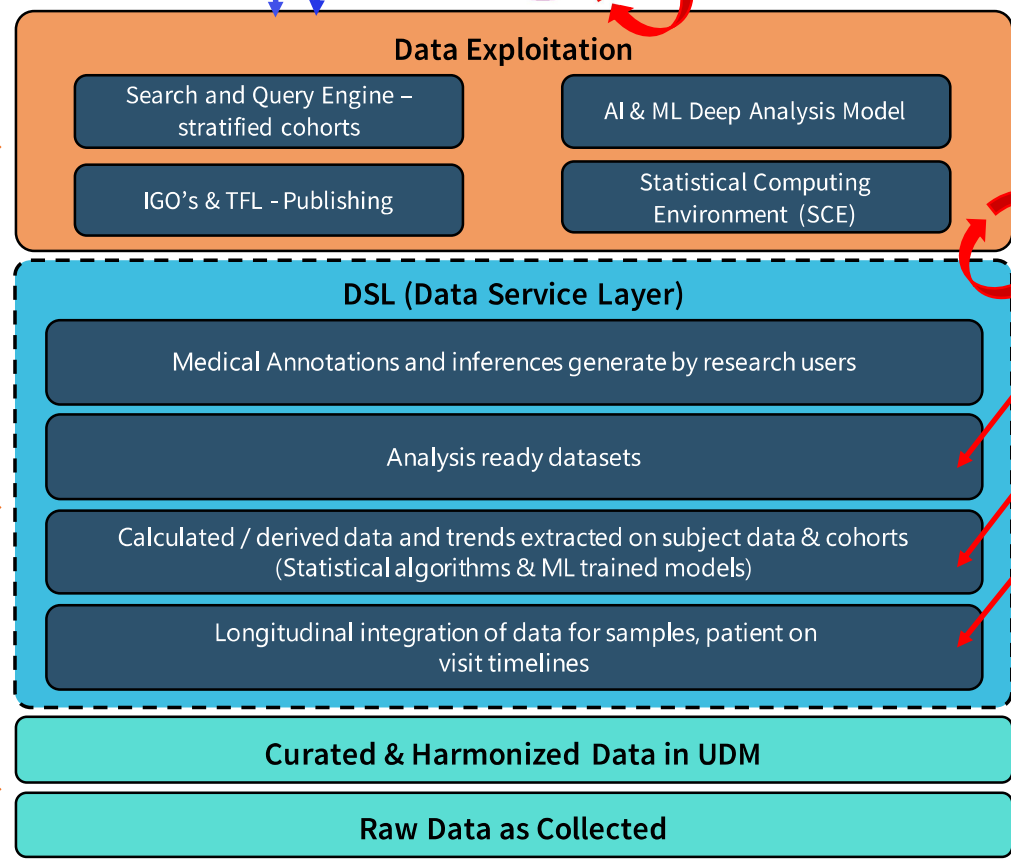 Data Exploitation
Search and Query Engine –
stratified cohorts
AI & ML Deep Analysis Model
IGO's & TFL - Publishing
Statistical Computing
Environment (SCE)
DSL (Data Service Layer)
Medical Annotations and inferences generate by research users
Analysis ready datasets
Calculated / derived data and trends extracted on subject data & cohorts
(Statistical algorithms & ML trained models)
Longitudinal integration of data for samples, patient on
visit timelines
Curated & Harmonized Data in UDM
Raw Data as Collected